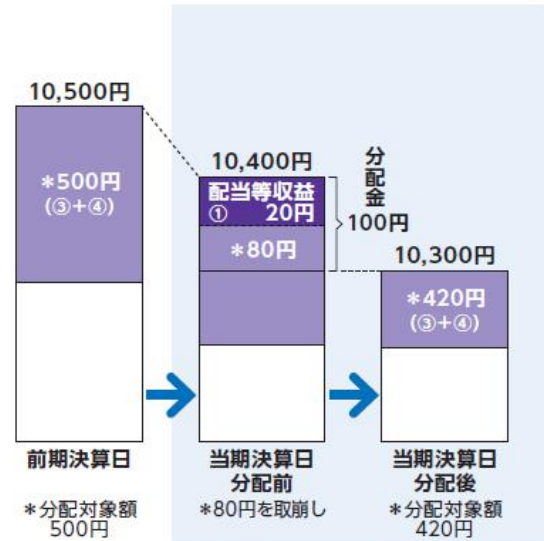 10,500円
*500円
(③+④)
前期決算日
*分配対象額
500円
10,400円
配当等収益
① 20円
*80円
分配金
100円
当期決算日
分配前
*80円を取崩し
10,300円
*420円
(③+④)
当期決算日
分配後
*分配対象額
420円